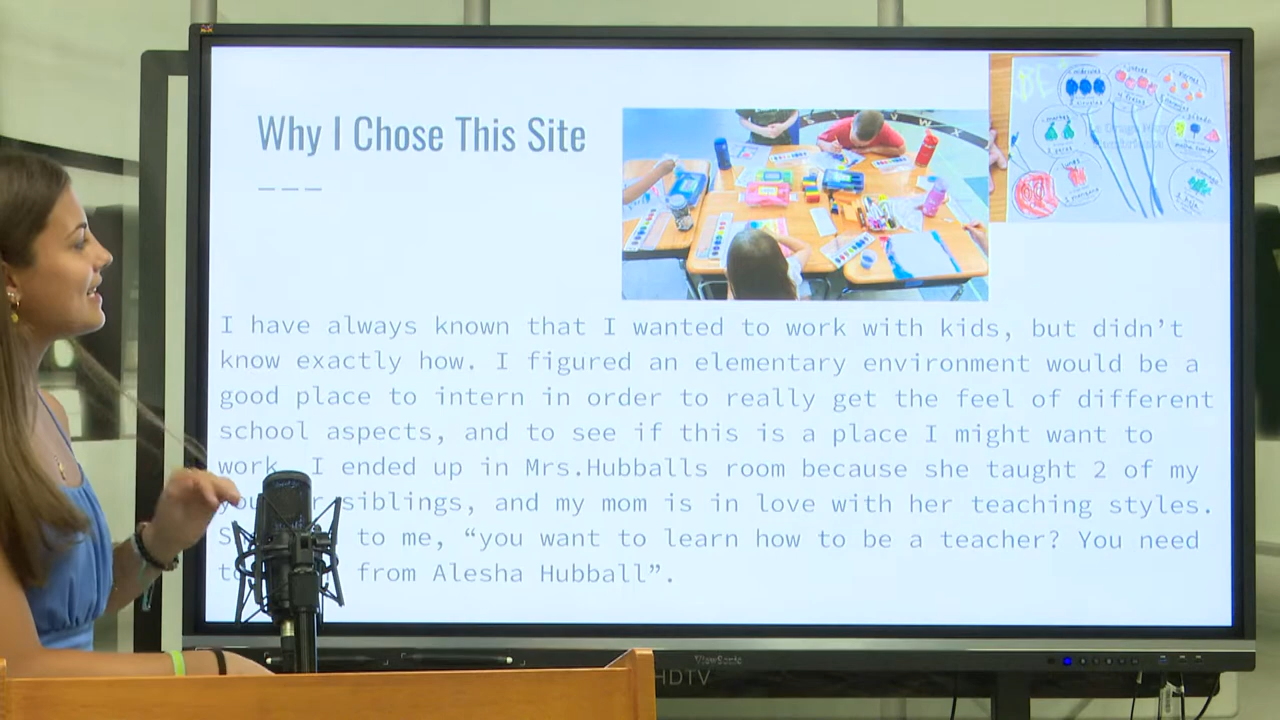 Why I Chose This Site
I have always known that I wanted to work with kids, but didn't
know exactly how. I figured an elementary environment would be a
good place to intern in order to really get the feel of different
school aspects, and to see if this is a place I might want to
work. I ended up in Mrs.Hubballs room because she taught 2 of my
siblings, and my mom is in love with her teaching styles.
to me, “you want to learn how to be a teacher? You need
from Alesha Hubball”.
ViewSonic
HDTV